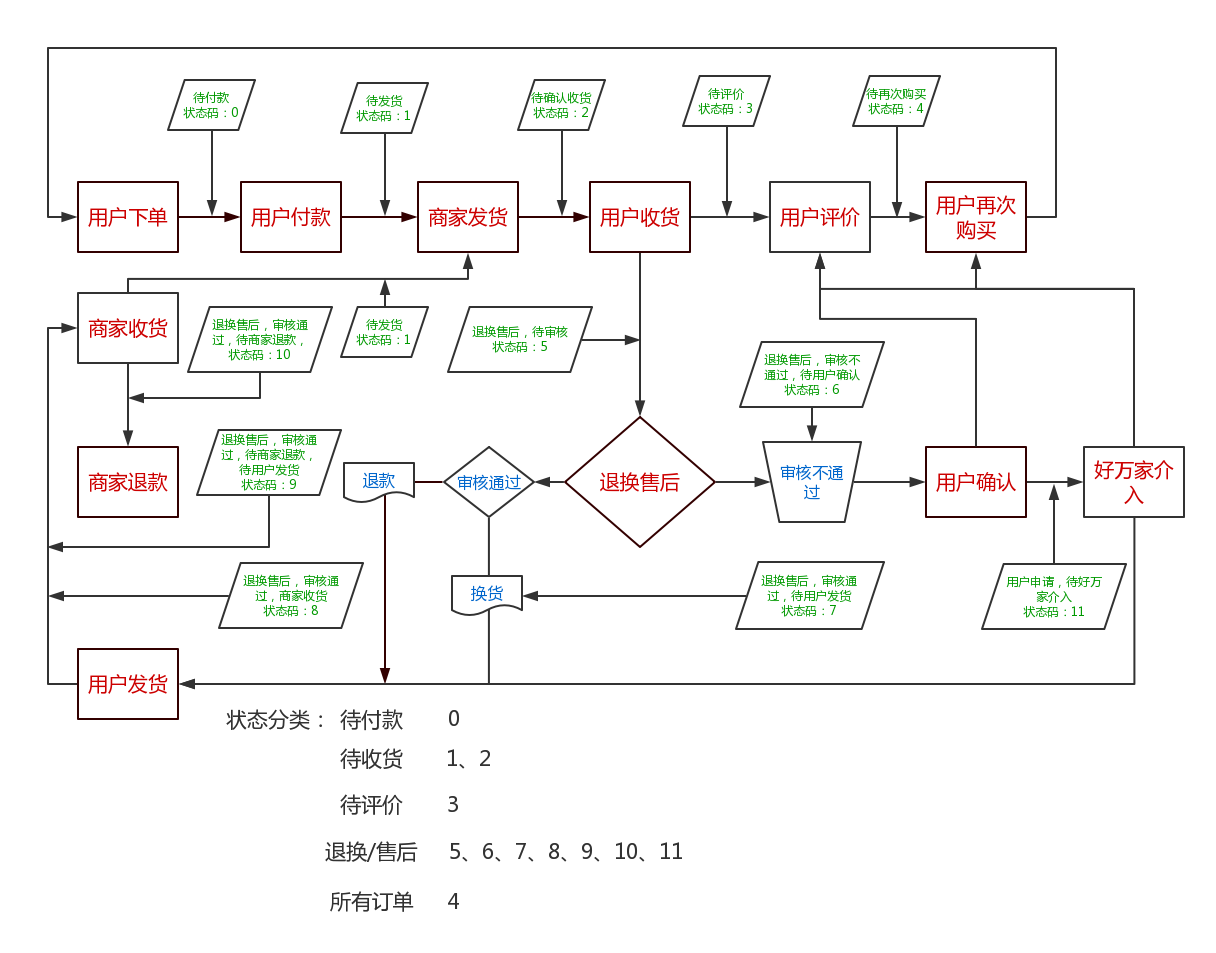 待付款
状态码：0
待发货
状态码：1
待确认收货
状态码：2
待评价
状态码：3
待再次购买
状态码：4
用户下单
用户付款
商家发货
用户收货
用户评价
用户再次
购买
商家收货
退换售后，审核通
过，待商家退款，
状态码：10
待发货
状态码：1
退换售后，待审核
状态码：5
退换售后，审核不
通过，待用户确认
状态码：6
商家退款
退换售后，审核通
过，待商家退款，
待用户发货
状态码：9
退款
审核通过
退换售后
审核不通
过
用户确认
好万家介
入
退换售后，审核通
过，商家收货
状态码：8
换货
退换售后，审核通
过，待用户发货
状态码：7
用户申请，待好万
家介入
状态码：11
用户发货
状态分类： 待付款 0
待收货 1、2
待评价 3
退换/售后 5、6、7、8、9、10、11
所有订单 4